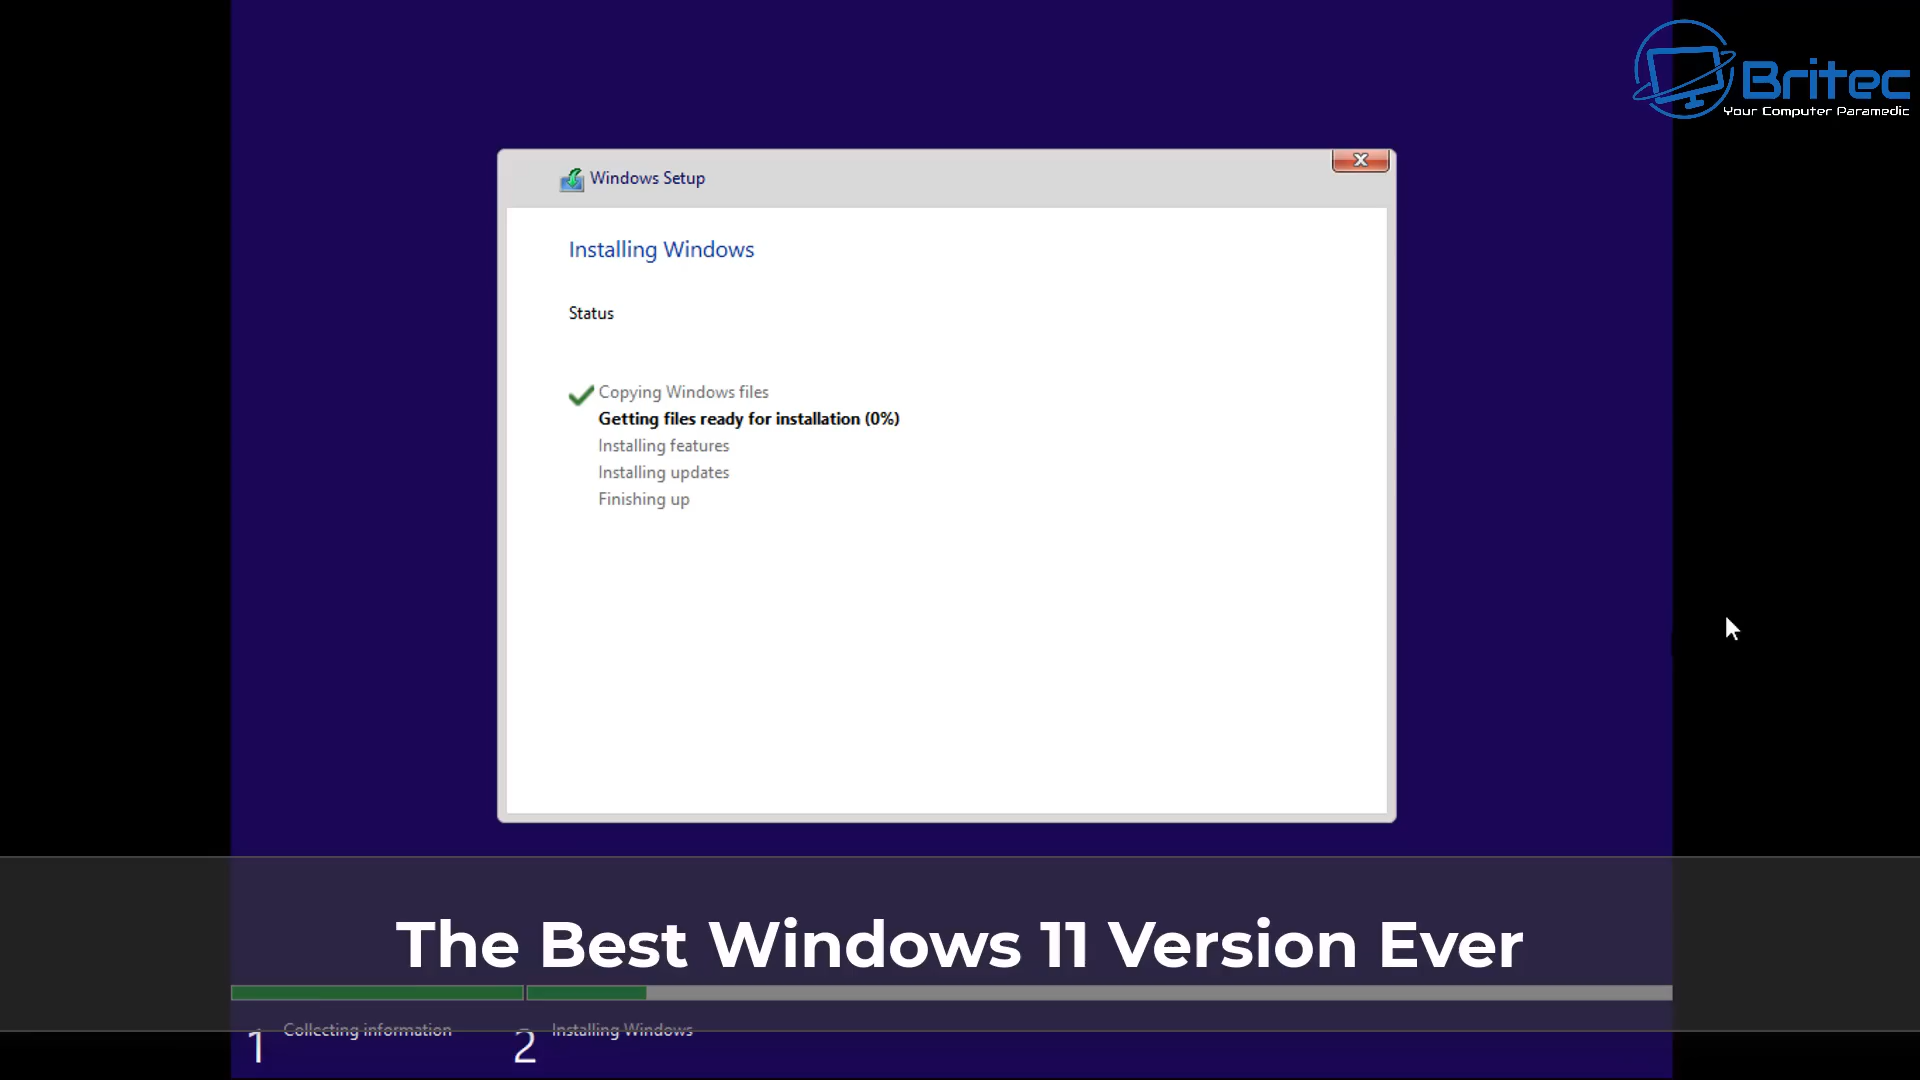 Britec
Your Computer Paramedic
Windows Setup
X
Installing Windows
Status
Copying Windows files
Getting files ready for installation (0%)
Installing features
Installing updates
Finishing up
The Best Windows 11 Version Ever
1 Collecting information 2 Installing Windows